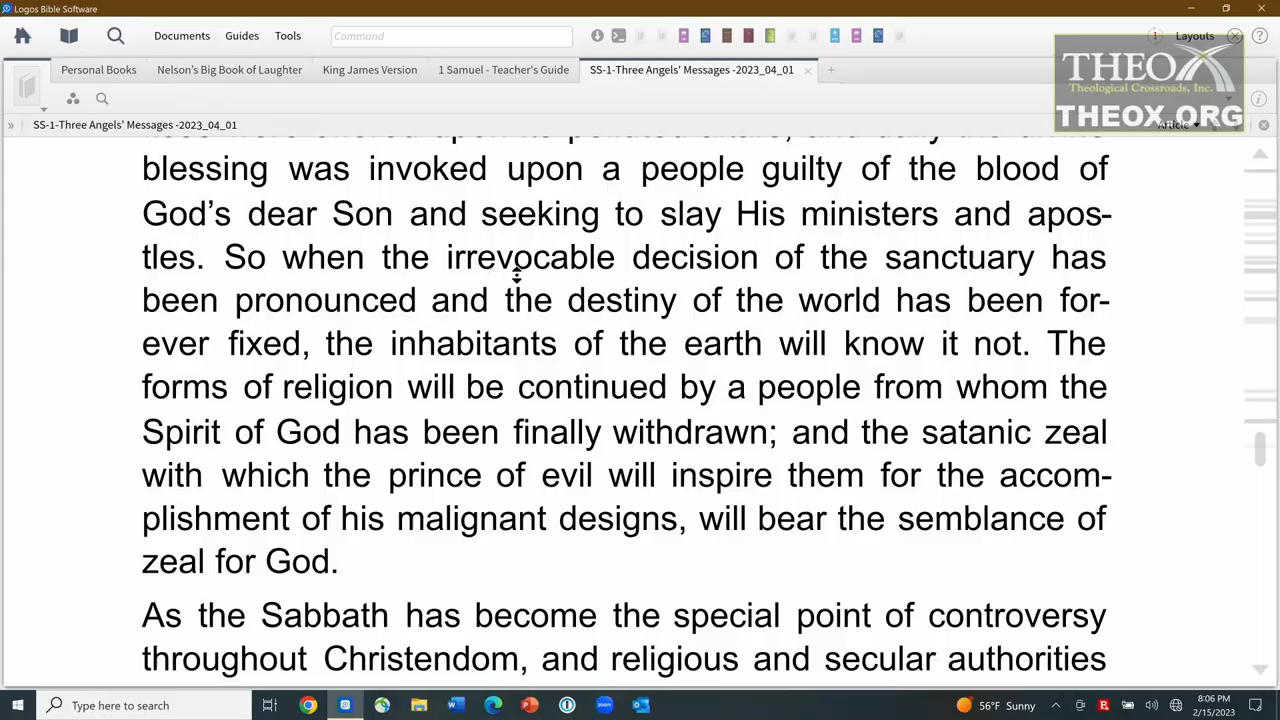 Logos Bible Software
Documents Guides Tools Command Layouts
Personal Books Nelson's Big Book of Laughter King James Vers 1 Samuel - Teacher's Guide SS-1-Three Angels' Messages -2023_04_01
THEOX
Theological Crossroads, Inc.
THEOX.ORG
SS-1-Three Angels' Messages -2023_04_01 Article
blessing was invoked upon a people guilty of the blood of
God's dear Son and seeking to slay His ministers and apos-
tles. So when the irrevocable decision of the sanctuary has
been pronounced and the destiny of the world has been for-
ever fixed, the inhabitants of the earth will know it not. The
forms of religion will be continued by a people from whom the
Spirit of God has been finally withdrawn; and the satanic zeal
with which the prince of evil will inspire them for the accom-
plishment of his malignant designs, will bear the semblance of
zeal for God.
As the Sabbath has become the special point of controversy
throughout Christendom, and religious and secular authorities
Type here to search 56°F Sunny 8:06 PM
2/15/2023